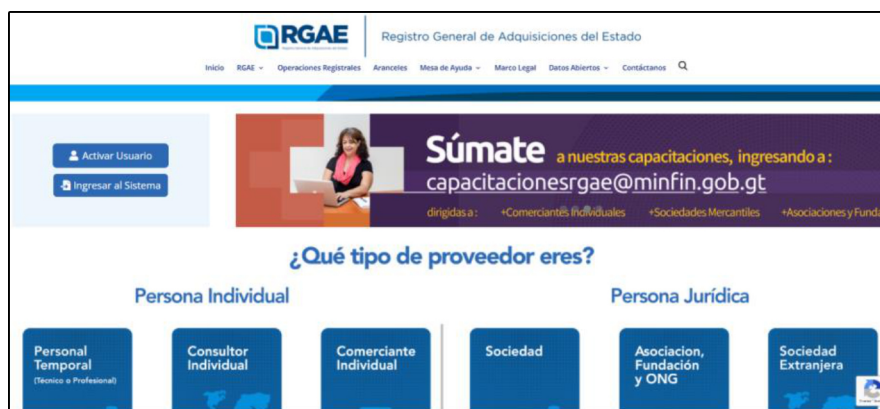 RGAE
Registro General de Adquisiciones del Estado
Inicio RGAE Operaciones Registrales Aranceles Mesa de Ayuda Marco Legal Datos Abiertos Contáctanos
Activar Usuario
Ingresar al Sistema
Súmate a nuestras capacitaciones, ingresando a :
capacitacionesrgae@minfin.gob.gt
dirigidas a : +Comerciantes Individuales +Sociedades Mercantiles +Asociaciones y Funda
¿Qué tipo de proveedor eres?
Persona Individual
Persona Jurídica
Personal
Temporal
(Técnico o Profesional)
Consultor
Individual
Comerciante
Individual
Sociedad
Asociacion,
Fundación
y ONG
Sociedad
Extranjera